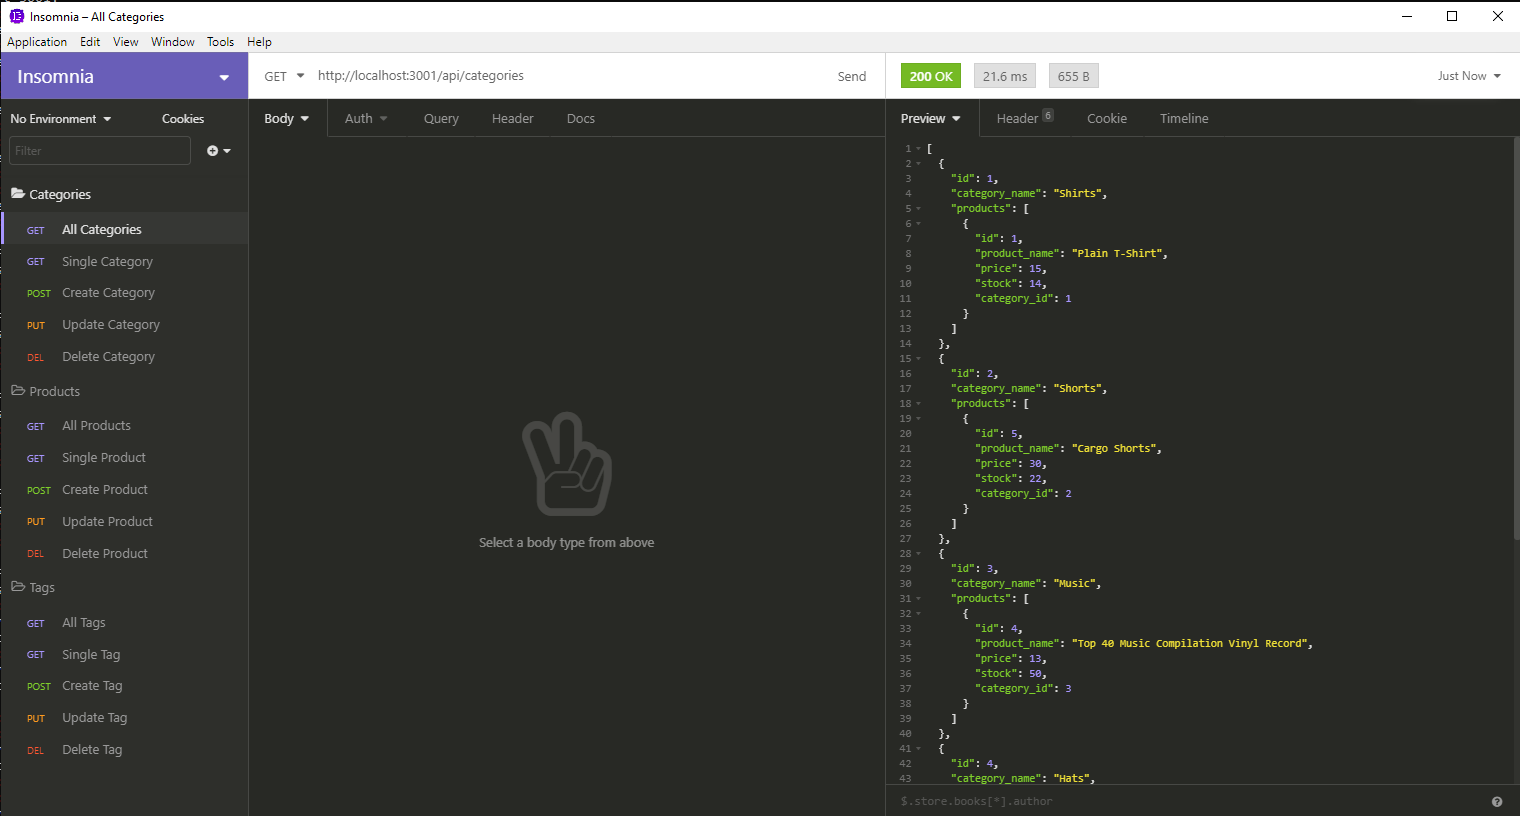 Insomnia – All Categories
Application Edit View Window Tools Help
Insomnia
GET http://localhost:3001/api/categories Send
200 OK 21.6 ms 655 B Just Now
No Environment Cookies
Body Auth Query Header Docs
Preview Header 6 Cookie Timeline
Filter
Categories
GET All Categories
GET Single Category
POST Create Category
PUT Update Category
DEL Delete Category
Products
GET All Products
GET Single Product
POST Create Product
PUT Update Product
DEL Delete Product
Tags
GET All Tags
GET Single Tag
POST Create Tag
PUT Update Tag
DEL Delete Tag
Select a body type from above
1 [
2 {
3 "id": 1,
4 "category_name": "Shirts",
5 "products": [
6 {
7 "id": 1,
8 "product_name": "Plain T-Shirt",
9 "price": 15,
10 "stock": 14,
11 "category_id": 1
12 }
13 ]
14 },
15 {
16 "id": 2,
17 "category_name": "Shorts",
18 "products": [
19 {
20 "id": 5,
21 "product_name": "Cargo Shorts",
22 "price": 30,
23 "stock": 22,
24 "category_id": 2
25 }
26 ]
27 },
28 {
29 "id": 3,
30 "category_name": "Music",
31 "products": [
32 {
33 "id": 4,
34 "product_name": "Top 40 Music Compilation Vinyl Record",
35 "price": 13,
36 "stock": 50,
37 "category_id": 3
38 }
39 ]
40 },
41 {
42 "id": 4,
43 "category_name": "Hats",
$.store.books[*].author